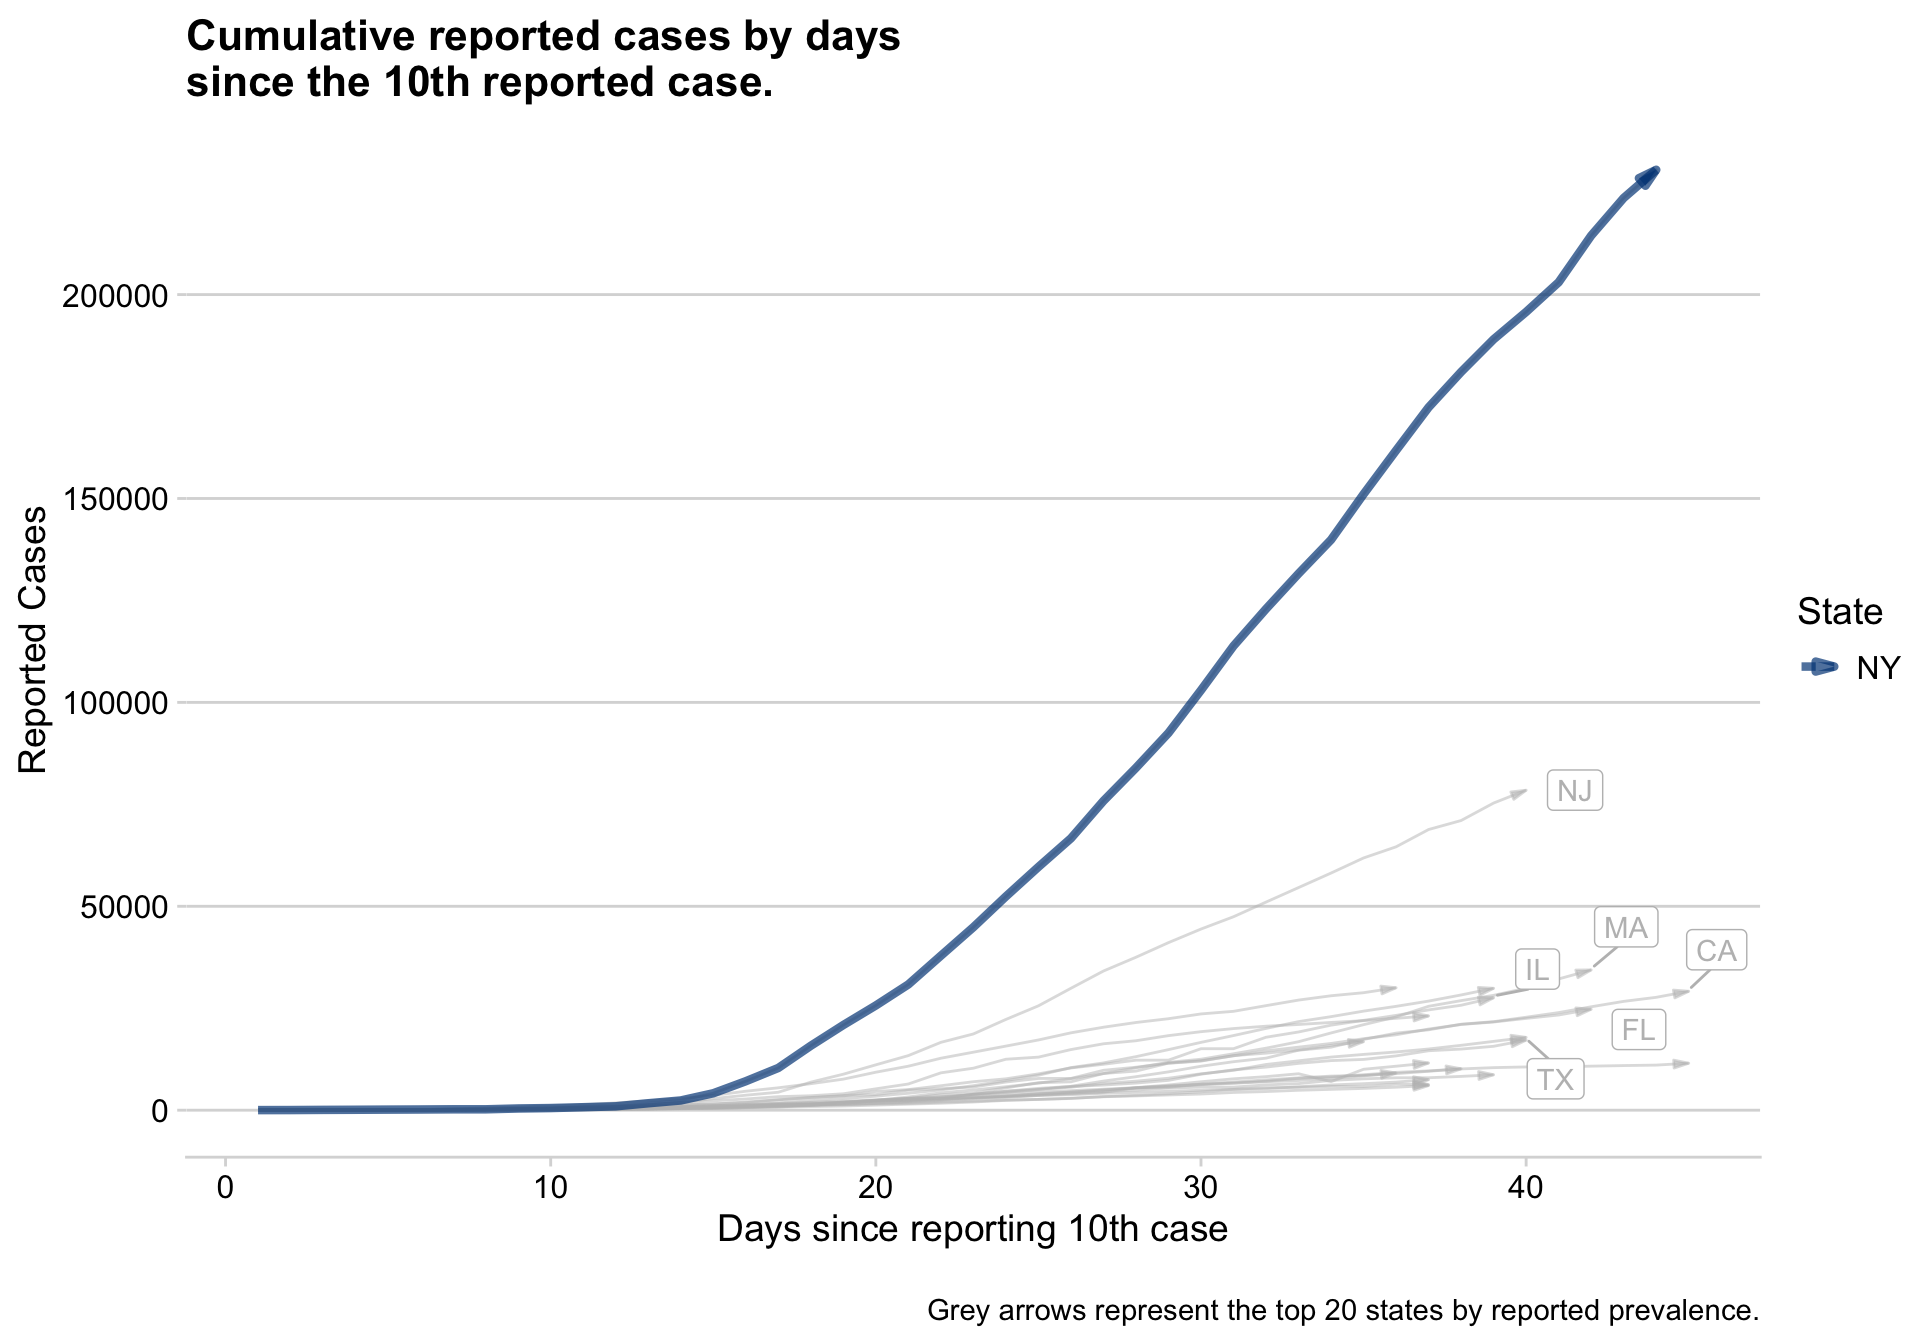 Cumulative reported cases by days
since the 10th reported case.
200000
150000
100000
50000
0
Reported Cases
NJ
MA
CA
IL
FL
TX
State
NY
0 10 20 30 40
Days since reporting 10th case
Grey arrows represent the top 20 states by reported prevalence.